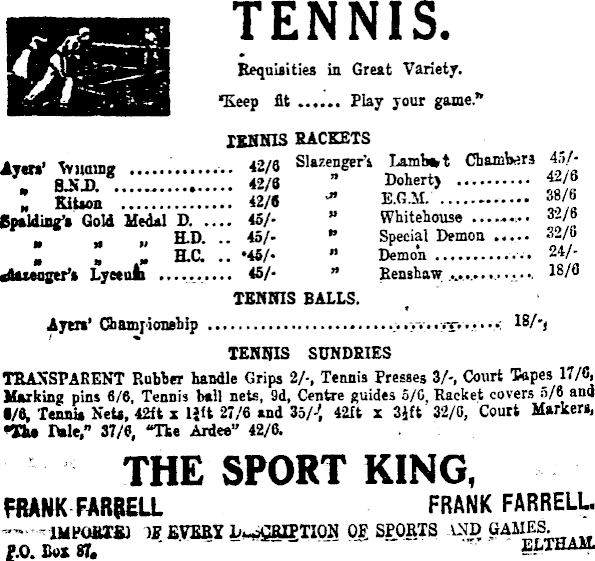 TENNIS.
Requisities in Great Variety.
"Keep fit ...... Play your game."
TENNIS RACKETS
Ayers' Wilding .............. 42/6
„ S.N.D. .............. 42/6
„ Kitson .............. 42/6
Spalding's Gold Medal D. .... 45/-
„ „ „ H.D. .. 45/-
„ „ „ H.C. .. 45/-
Slazenger's Lyceum .......... 45/-
Slazenger's Lambert Chambers 45/-
„ Doherty .......... 42/6
„ E.G.M. ............ 38/6
„ Whitehouse ........ 32/6
„ Special Demon ..... 32/6
„ Demon ............ 24/-
„ Renshaw ........... 18/6
TENNIS BALLS.
Ayers' Championship ........................................ 18/-,
TENNIS SUNDRIES
TRANSPARENT Rubber handle Grips 2/-, Tennis Presses 3/-, Court Tapes 17/6,
Marking pins 6/6, Tennis ball nets, 9d, Centre guides 5/6, Racket covers 5/6 and
6/6, Tennis Nets, 42ft x 1½ft 27/6 and 35/-, 42ft x 3½ft 32/6, Court Markers,
"The Dale," 37/6, "The Ardee" 42/6.
THE SPORT KING,
FRANK FARRELL FRANK FARRELL.
IMPORTER OF EVERY DESCRIPTION OF SPORTS AND GAMES.
P.O. Box 87. ELTHAM.